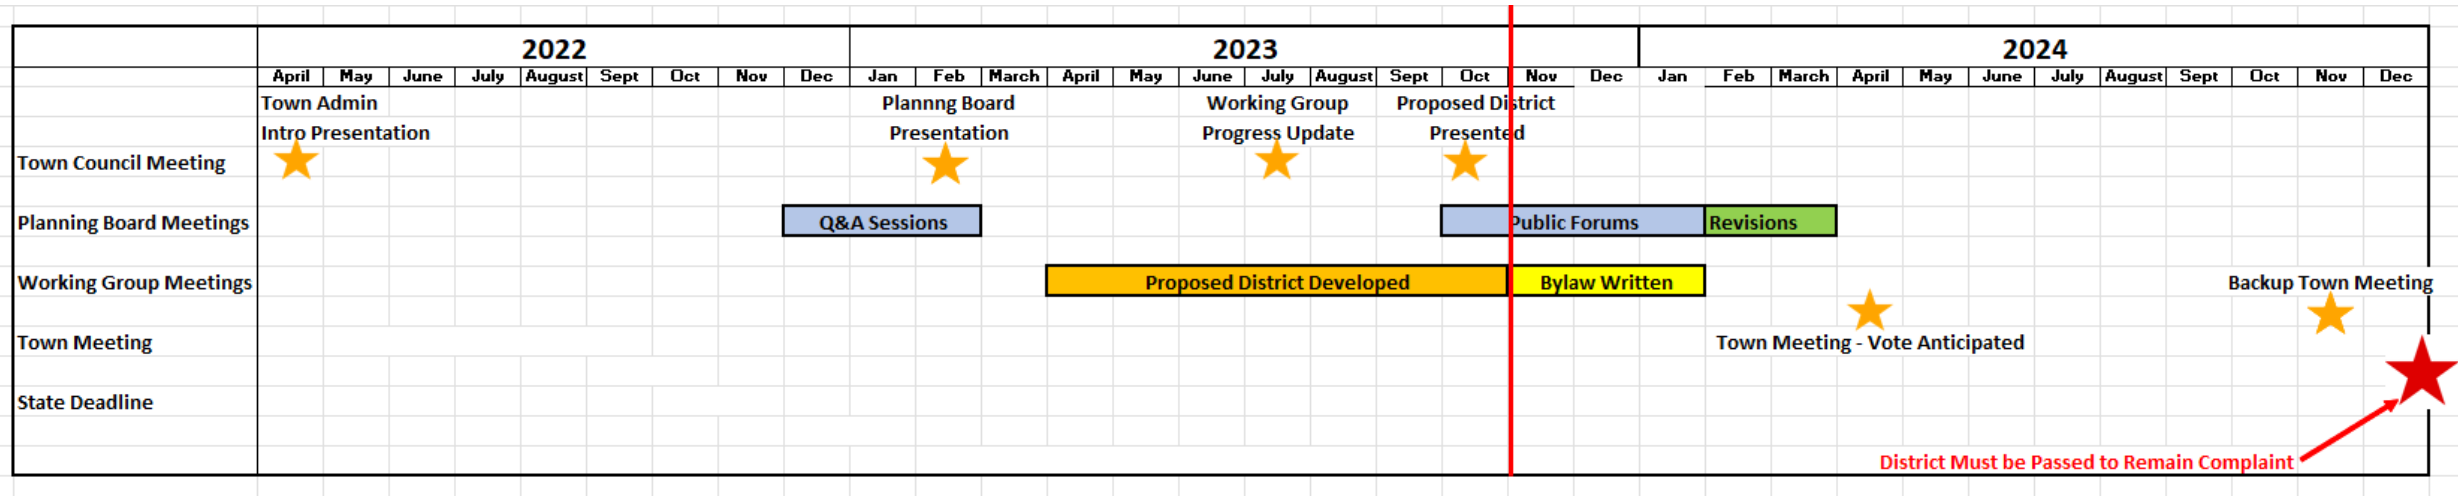 2022 2023 2024
April May June July August Sept Oct Nov Dec Jan Feb March April May June July August Sept Oct Nov Dec Jan Feb March April May June July August Sept Oct Nov Dec
Town Admin Plannng Board Working Group Proposed District
Intro Presentation Presentation Progress Update Presented
Town Council Meeting
Planning Board Meetings Q&A Sessions Public Forums Revisions
Working Group Meetings Proposed District Developed Bylaw Written Backup Town Meeting
Town Meeting Town Meeting - Vote Anticipated
State Deadline
District Must be Passed to Remain Complaint